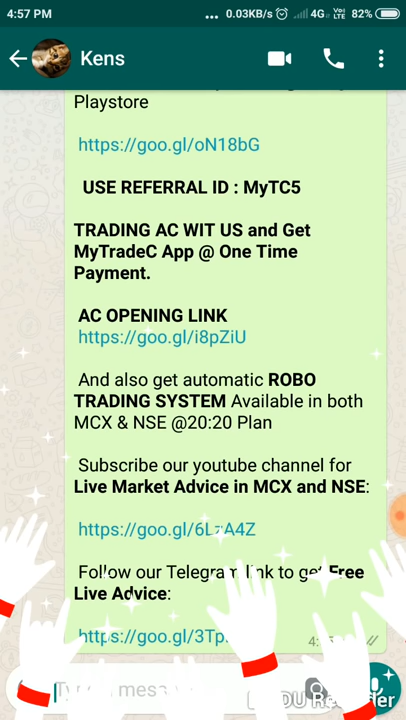 4:57 PM ... 0.03KB/s 4G VoLTE 82%
Kens
Playstore
https://goo.gl/oN18bG
USE REFERRAL ID : MyTC5
TRADING AC WIT US and Get
MyTradeC App @ One Time
Payment.
AC OPENING LINK
https://goo.gl/i8pZiU
And also get automatic ROBO
TRADING SYSTEM Available in both
MCX & NSE @20:20 Plan
Subscribe our youtube channel for
Live Market Advice in MCX and NSE:
Follow our Telegram link to get Free
Live Advice: